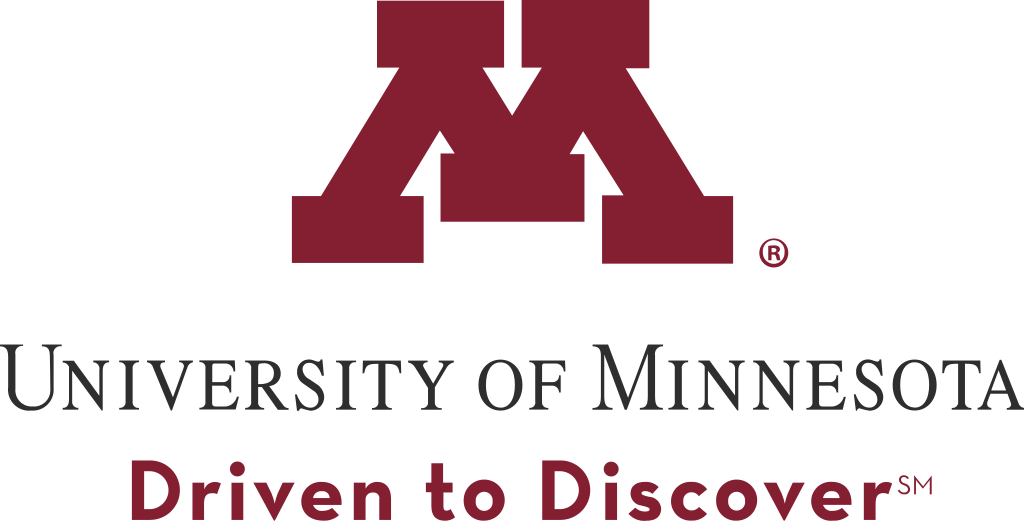 M®
UNIVERSITY OF MINNESOTA
Driven to Discover℠